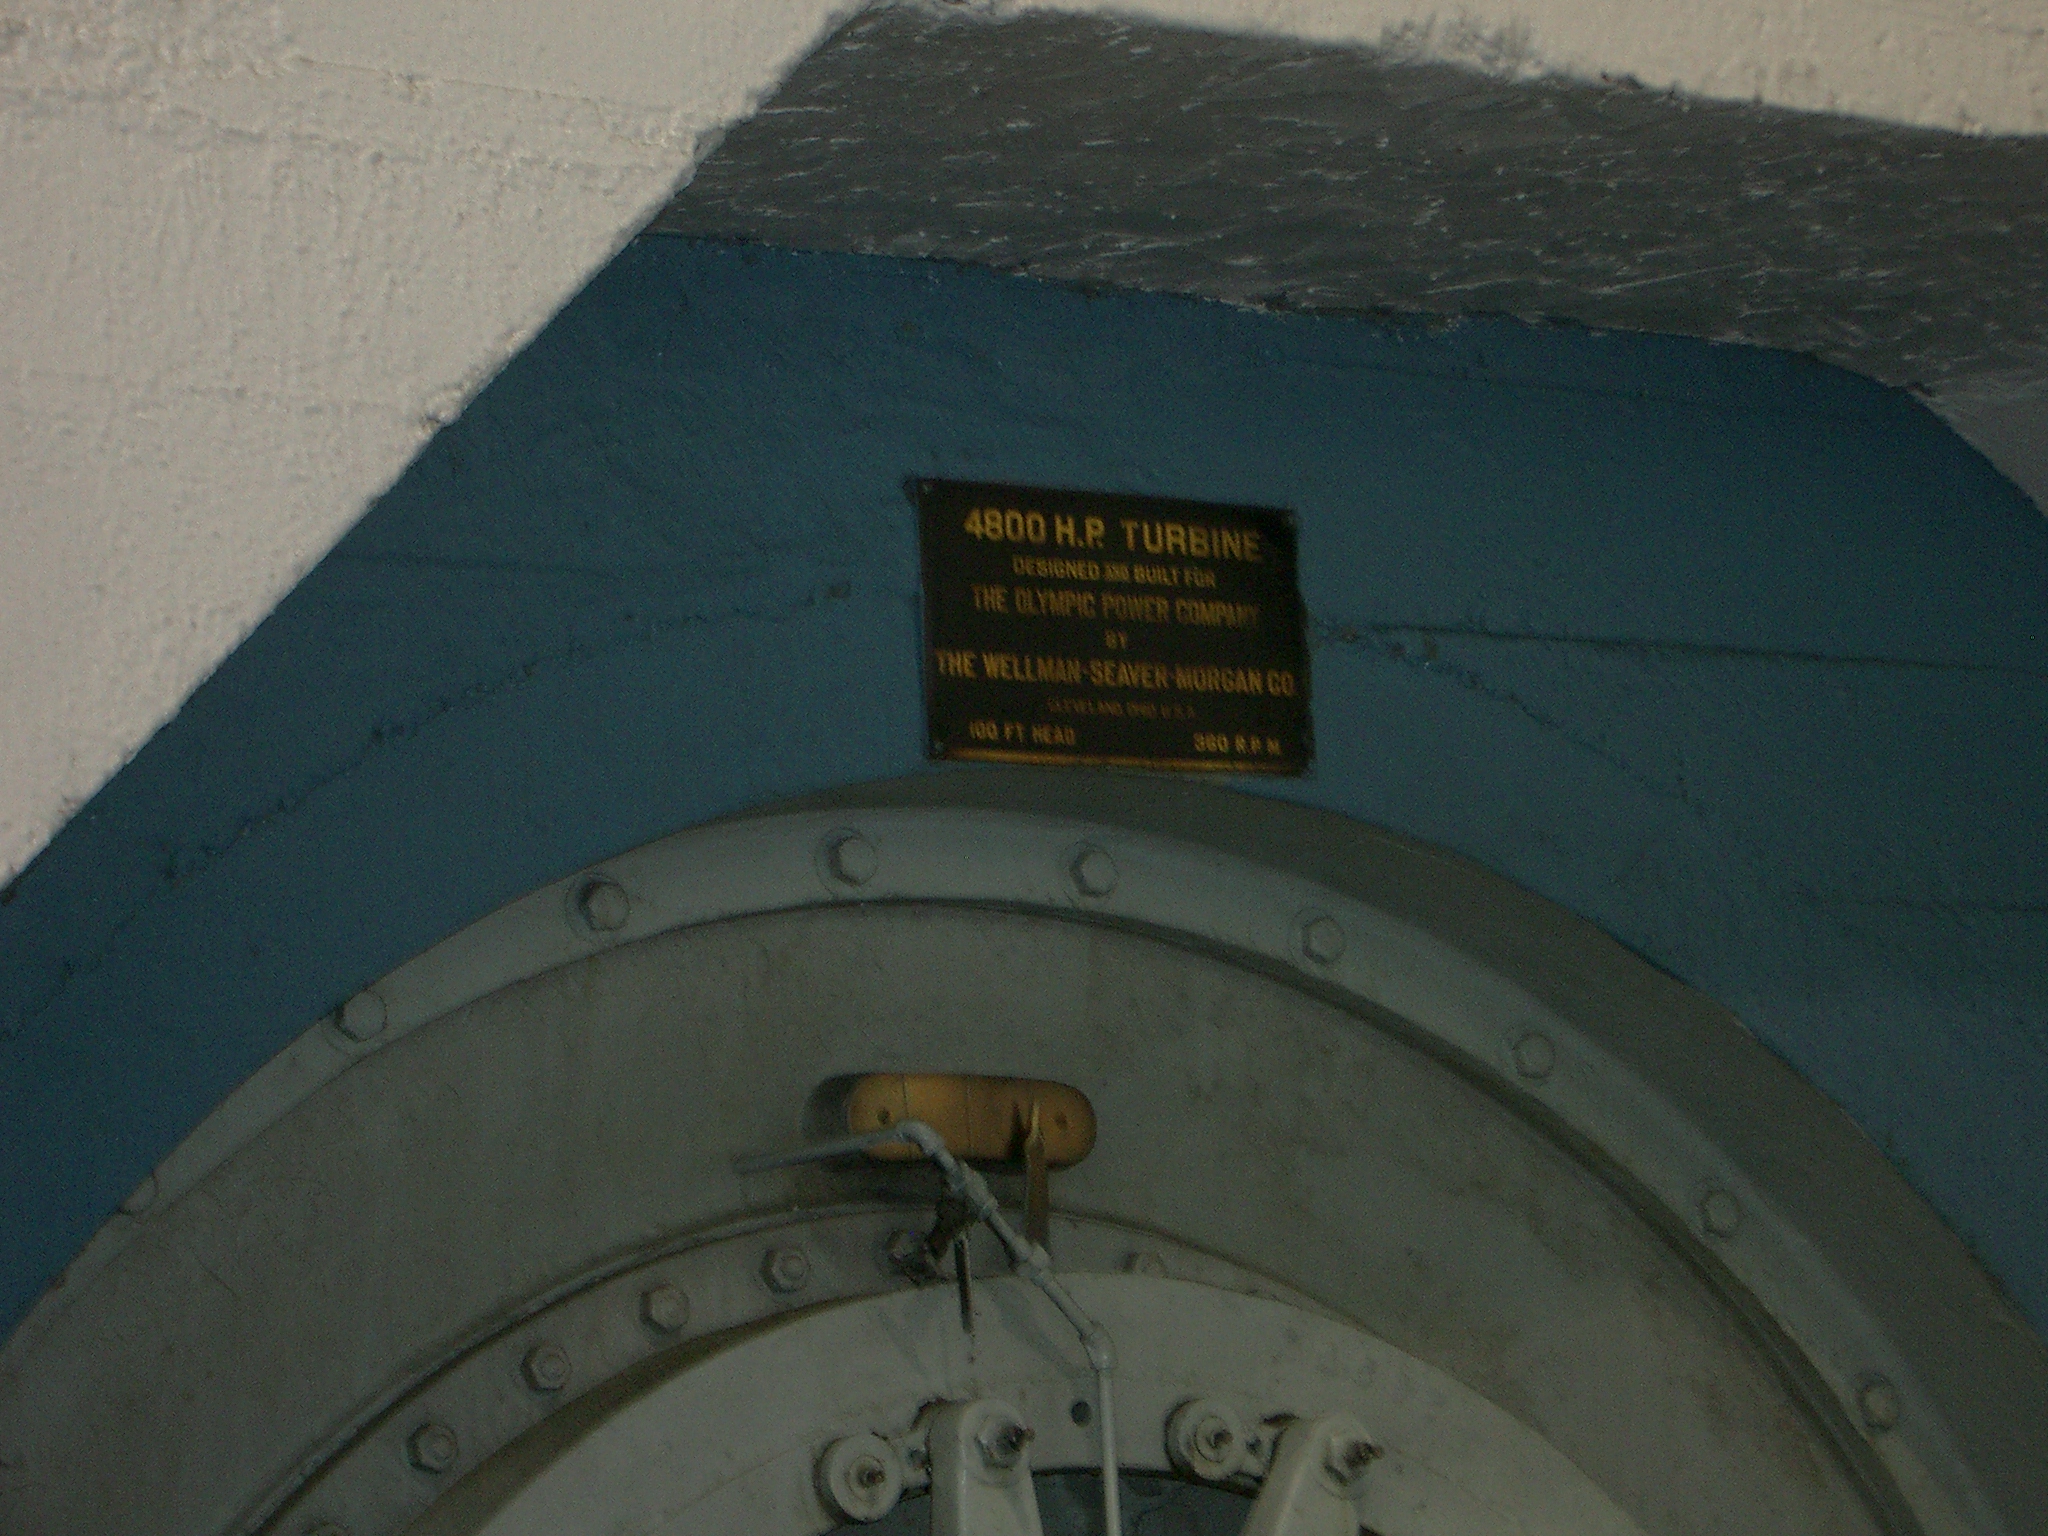 4800 H.P. TURBINE
DESIGNED AND BUILT FOR
THE OLYMPIC POWER COMPANY
BY
THE WELLMAN-SEAVER-MORGAN CO.
CLEVELAND, OHIO U.S.A.
100 FT HEAD 360 R.P.M.